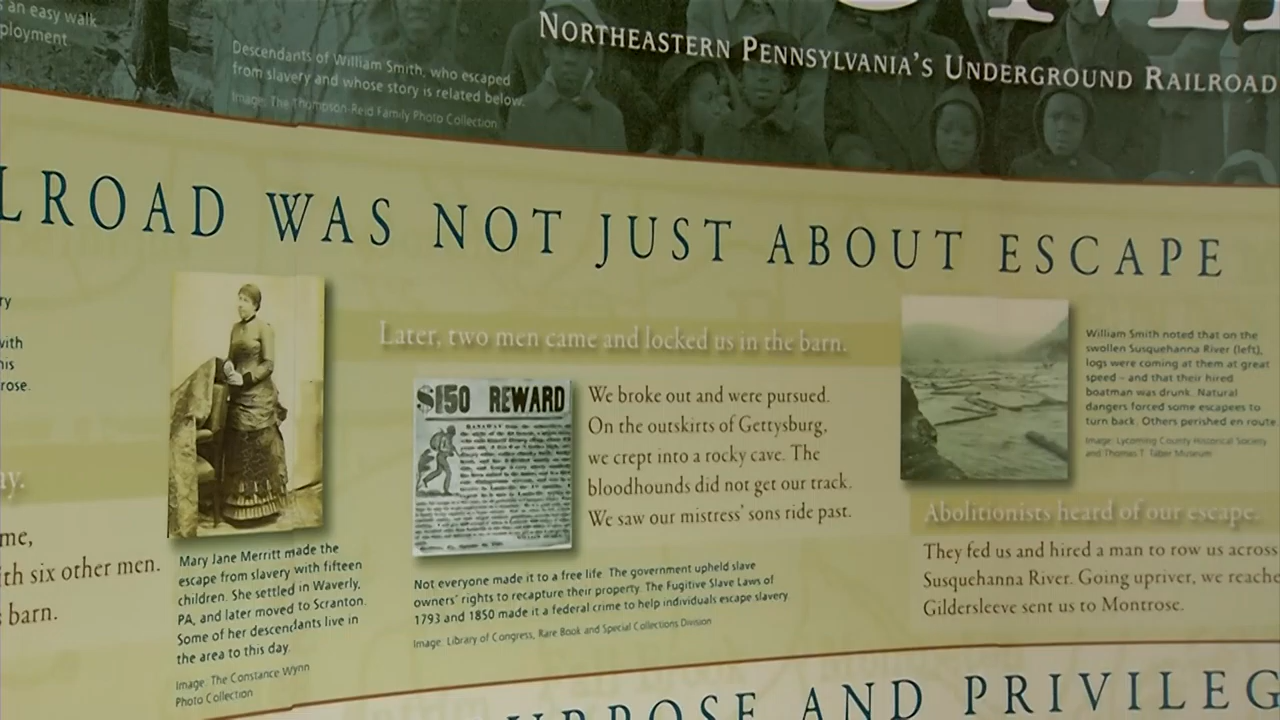 an easy walk
ployment
Descendants of William Smith, who escaped
from slavery and whose story is related below.
Image: The Thompson-Reid Family Photo Collection
NORTHEASTERN PENNSYLVANIA'S UNDERGROUND RAILROAD
LROAD WAS NOT JUST ABOUT ESCAPE
ry
with
his
rose.
ay.
me,
ith six other men.
barn.
Mary Jane Merritt made the
escape from slavery with fifteen
children. She settled in Waverly,
PA, and later moved to Scranton.
Some of her descendants live in
the area to this day.
Image: The Constance Wynn
Photo Collection
Later, two men came and locked us in the barn.
$150 REWARD
We broke out and were pursued.
On the outskirts of Gettysburg,
we crept into a rocky cave. The
bloodhounds did not get our track.
We saw our mistress' sons ride past.
Not everyone made it to a free life. The government upheld slave
owners' rights to recapture their property. The Fugitive Slave Laws of
1793 and 1850 made it a federal crime to help individuals escape slavery.
Image: Library of Congress, Rare Book and Special Collections Division
William Smith noted that on the
swollen Susquehanna River (left),
logs were coming at them at great
speed – and that their hired
boatman was drunk. Natural
dangers forced some escapees to
turn back. Others perished en route.
Image: Lycoming County Historical Society
and Thomas T. Taber Museum
Abolitionists heard of our escape.
They fed us and hired a man to row us across
Susquehanna River. Going upriver, we reache
Gildersleeve sent us to Montrose.
URPOSE AND PRIVILEG